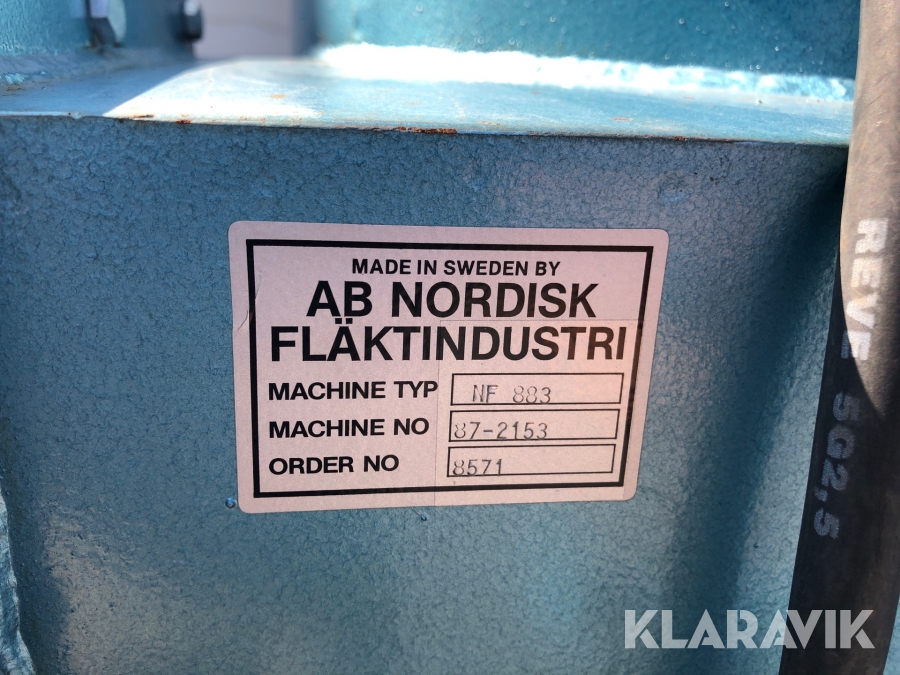 MADE IN SWEDEN BY
AB NORDISK
FLÄKTINDUSTRI
MACHINE TYP NF 883
MACHINE NO 87-2153
ORDER NO 8571
REVE 5G2,5
KLARAVIK